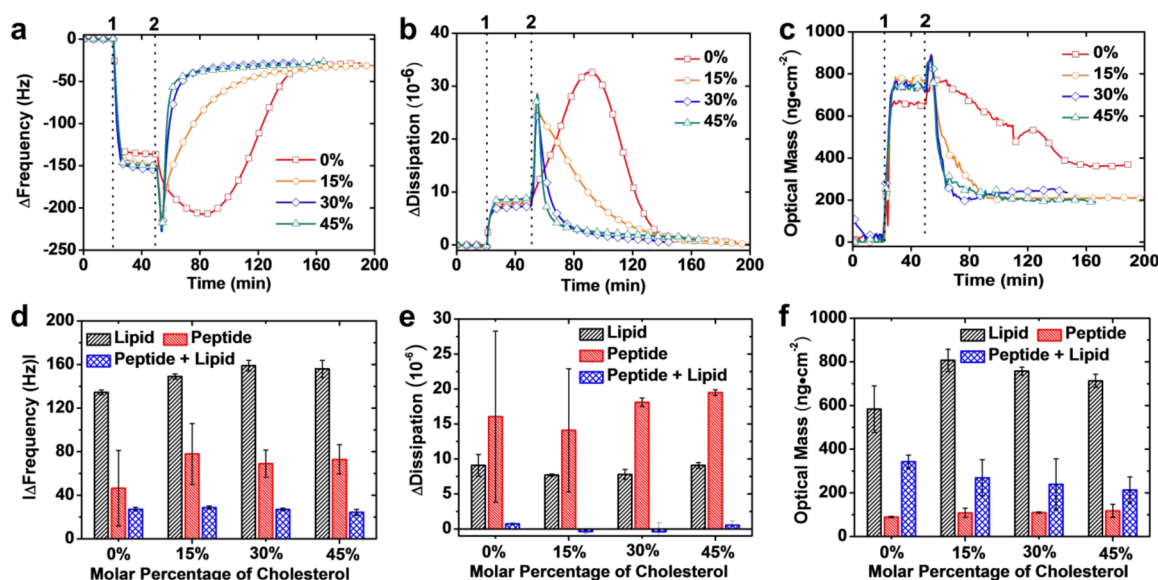 a
1 2
ΔFrequency (Hz)
0
-50
-100
-150
-200
-250
0 40 80 120 160 200
Time (min)
0%
15%
30%
45%
b
1 2
ΔDissipation (10-6)
40
30
20
10
0
0 40 80 120 160 200
Time (min)
0%
15%
30%
45%
c
1 2
Optical Mass (ng•cm-2)
1000
800
600
400
200
0
0 40 80 120 160 200
Time (min)
0%
15%
30%
45%
d
|ΔFrequency (Hz)|
160
120
80
40
0
Lipid Peptide
Peptide + Lipid
0% 15% 30% 45%
Molar Percentage of Cholesterol
e
ΔDissipation (10-6)
30
25
20
15
10
5
0
Lipid
Peptide
Peptide + Lipid
0% 15% 30% 45%
Molar Percentage of Cholesterol
f
Optical Mass (ng•cm-2)
1000
800
600
400
200
0
Lipid Peptide
Peptide + Lipid
0% 15% 30% 45%
Molar Percentage of Cholesterol